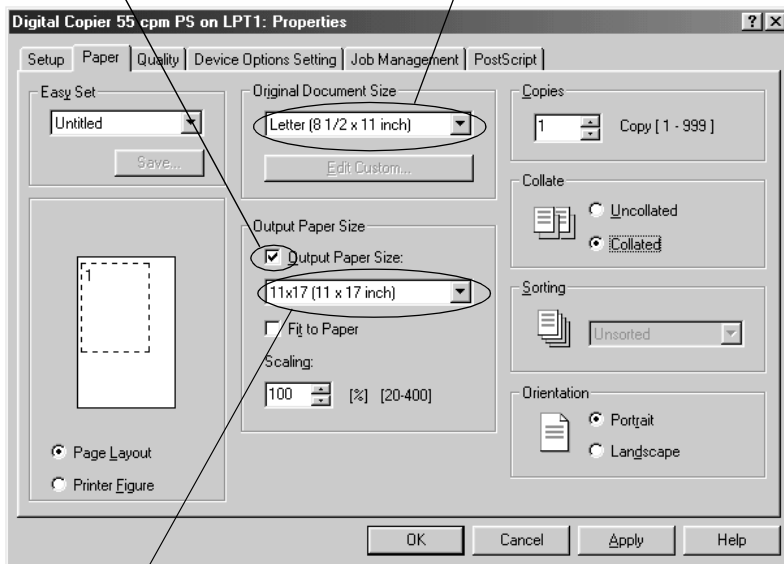 Digital Copier 55 cpm PS on LPT1: Properties
? X
Setup Paper Quality Device Options Setting Job Management PostScript
Easy Set
Untitled
Save...
1
Page Layout
Printer Figure
Original Document Size
Letter (8 1/2 x 11 inch)
Edit Custom...
Output Paper Size
Output Paper Size:
11x17 (11 x 17 inch)
Fit to Paper
Scaling:
100 [%] [20-400]
Copies
1 Copy [ 1 - 999 ]
Collate
Uncollated
Collated
Sorting
Unsorted
Orientation
Portrait
Landscape
OK Cancel Apply Help